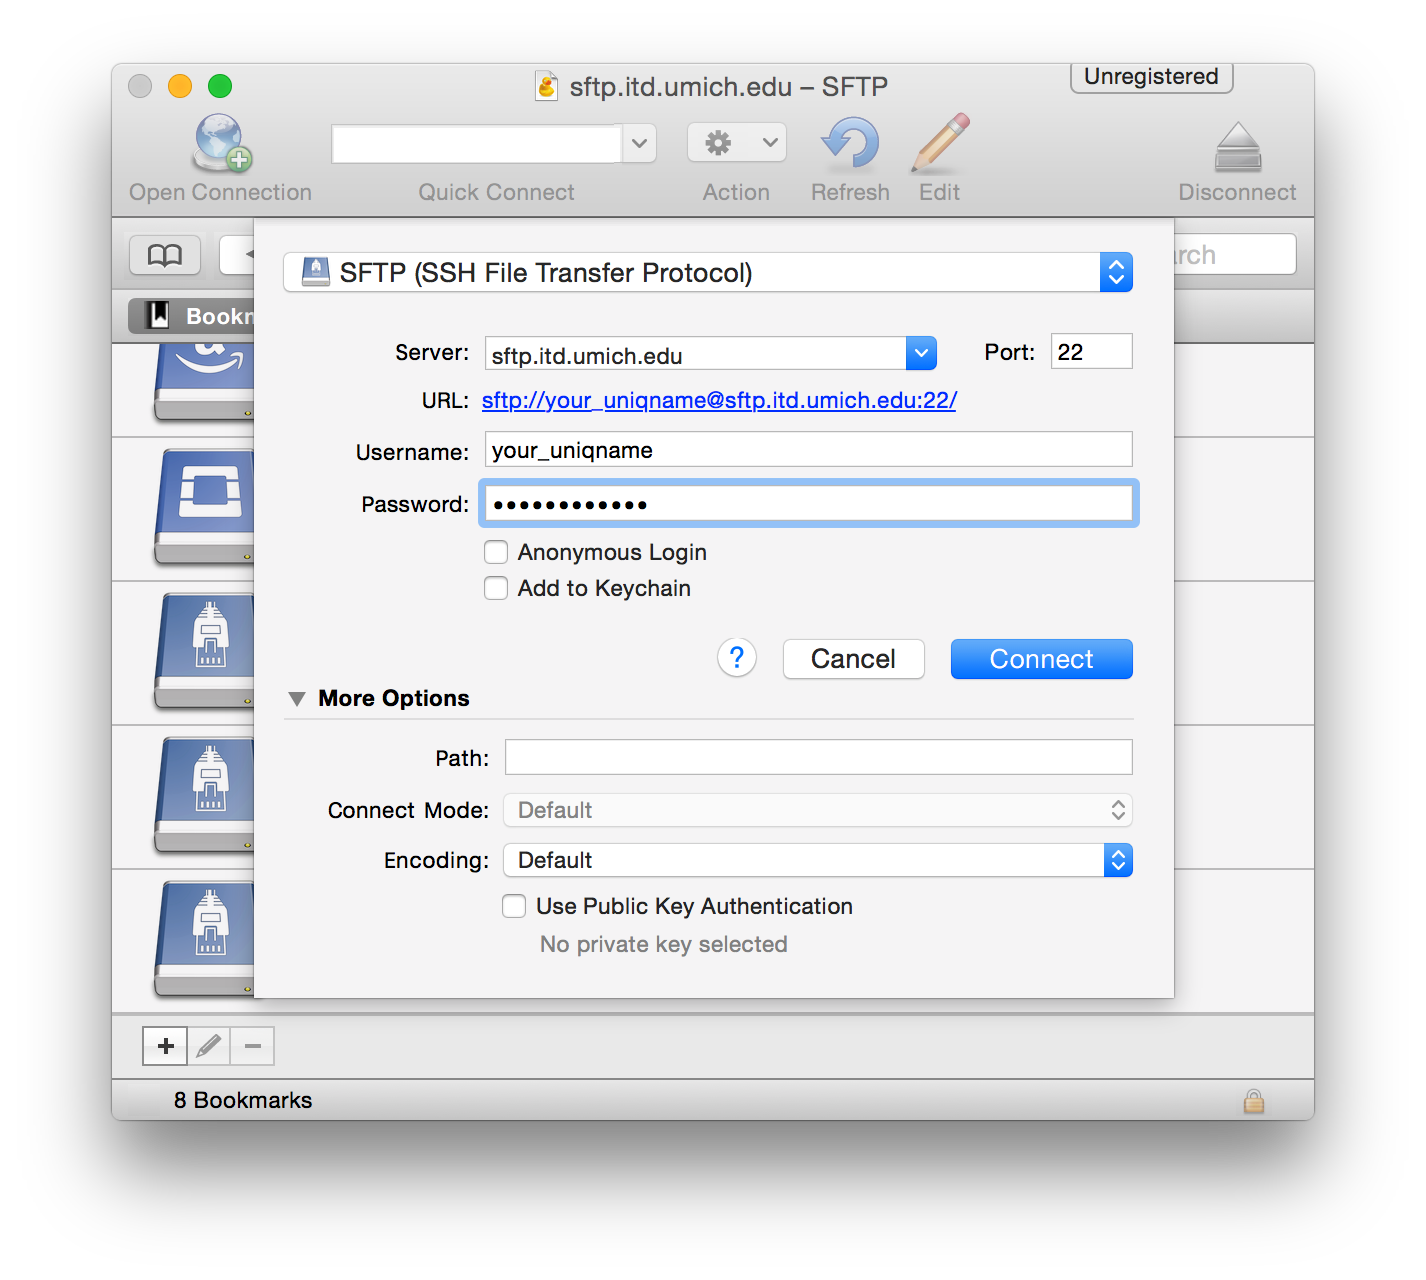 sftp.itd.umich.edu – SFTP
Unregistered
Open Connection
Quick Connect
Action
Refresh
Edit
Disconnect
SFTP (SSH File Transfer Protocol)
Server: sftp.itd.umich.edu Port: 22
URL: sftp://your_uniqname@sftp.itd.umich.edu:22/
Username: your_uniqname
Password: ••••••••••••
Anonymous Login
Add to Keychain
? Cancel Connect
More Options
Path:
Connect Mode: Default
Encoding: Default
Use Public Key Authentication
No private key selected
8 Bookmarks